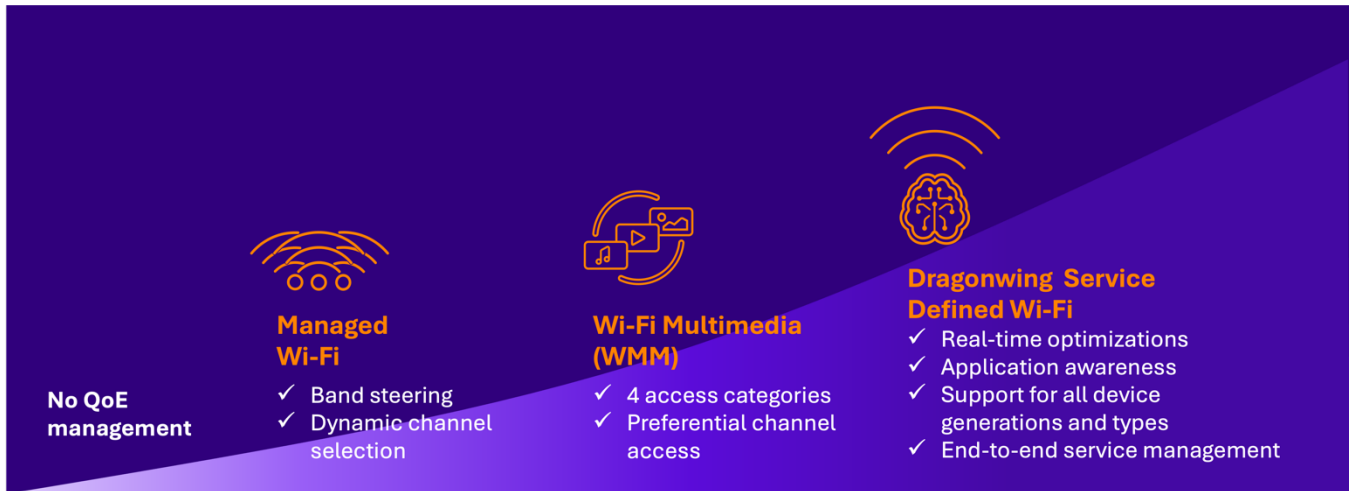 No QoE
management
Managed
Wi-Fi
✓ Band steering
✓ Dynamic channel
selection
Wi-Fi Multimedia
(WMM)
✓ 4 access categories
✓ Preferential channel
access
Dragonwing Service
Defined Wi-Fi
✓ Real-time optimizations
✓ Application awareness
✓ Support for all device
generations and types
✓ End-to-end service management